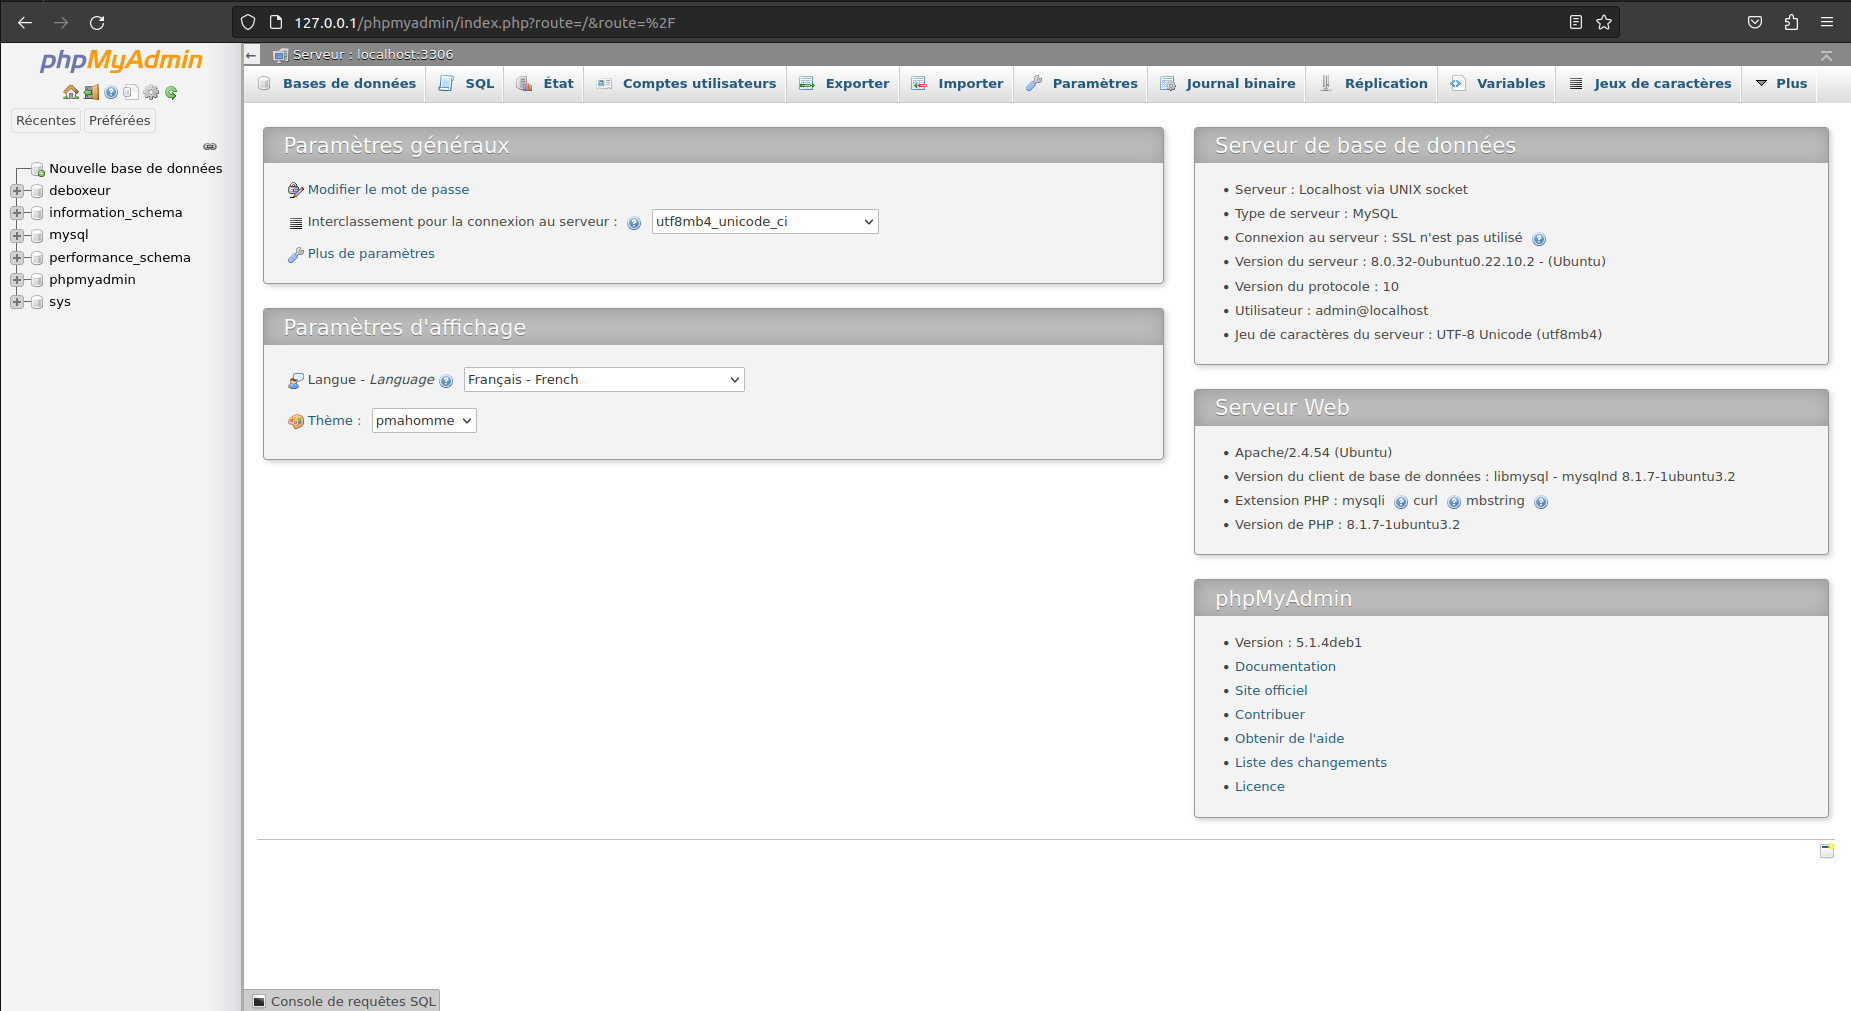 127.0.0.1/phpmyadmin/index.php?route=/&route=%2F
phpMyAdmin
Récentes Préférées
Nouvelle base de données
deboxeur
information_schema
mysql
performance_schema
phpmyadmin
sys
Serveur : localhost:3306
Bases de données SQL État Comptes utilisateurs Exporter Importer Paramètres Journal binaire Réplication Variables Jeux de caractères Plus
Paramètres généraux
Modifier le mot de passe
Interclassement pour la connexion au serveur : utf8mb4_unicode_ci
Plus de paramètres
Paramètres d'affichage
Langue - Language Français - French
Thème : pmahomme
Serveur de base de données
• Serveur : Localhost via UNIX socket
• Type de serveur : MySQL
• Connexion au serveur : SSL n'est pas utilisé
• Version du serveur : 8.0.32-0ubuntu0.22.10.2 - (Ubuntu)
• Version du protocole : 10
• Utilisateur : admin@localhost
• Jeu de caractères du serveur : UTF-8 Unicode (utf8mb4)
Serveur Web
• Apache/2.4.54 (Ubuntu)
• Version du client de base de données : libmysql - mysqlnd 8.1.7-1ubuntu3.2
• Extension PHP : mysqli curl mbstring
• Version de PHP : 8.1.7-1ubuntu3.2
phpMyAdmin
• Version : 5.1.4deb1
• Documentation
• Site officiel
• Contribuer
• Obtenir de l'aide
• Liste des changements
• Licence
Console de requêtes SQL